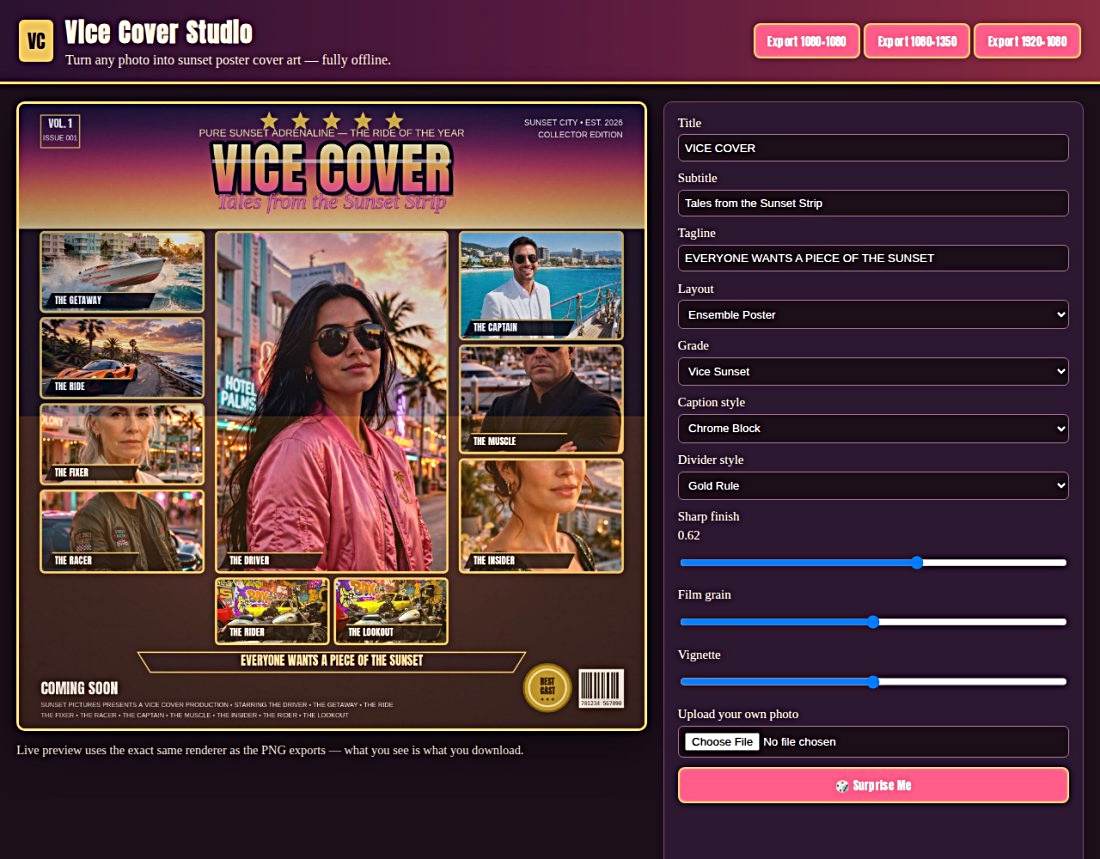 VC
Vice Cover Studio
Turn any photo into sunset poster cover art — fully offline.
Export 1080×1080
Export 1080×1350
Export 1920×1080
VOL. 1
ISSUE 001
PURE SUNSET ADRENALINE — THE RIDE OF THE YEAR
SUNSET CITY • EST. 2026
COLLECTOR EDITION
VICE COVER
Tales from the Sunset Strip
THE GETAWAY
THE RIDE
THE FIXER
THE RACER
HOTEL
PALMS
THE DRIVER
THE CAPTAIN
THE MUSCLE
THE INSIDER
THE RIDER
THE LOOKOUT
EVERYONE WANTS A PIECE OF THE SUNSET
COMING SOON
SUNSET PICTURES PRESENTS A VICE COVER PRODUCTION • STARRING THE DRIVER • THE GETAWAY • THE RIDE
THE FIXER • THE RACER • THE CAPTAIN • THE MUSCLE • THE INSIDER • THE RIDER • THE LOOKOUT
BEST
CAST
781234 567890
Live preview uses the exact same renderer as the PNG exports — what you see is what you download.
Title
VICE COVER
Subtitle
Tales from the Sunset Strip
Tagline
EVERYONE WANTS A PIECE OF THE SUNSET
Layout
Ensemble Poster
Grade
Vice Sunset
Caption style
Chrome Block
Divider style
Gold Rule
Sharp finish
0.62
Film grain
Vignette
Upload your own photo
Choose File No file chosen
🎲 Surprise Me